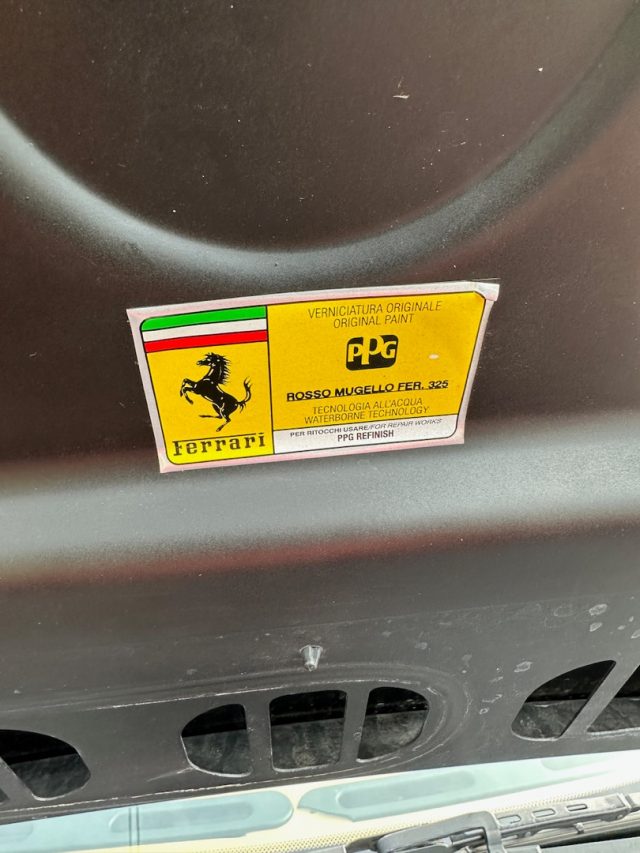 VERNICIATURA ORIGINALE
ORIGINAL PAINT
PPG
ROSSO MUGELLO FER. 325
TECNOLOGIA ALL'ACQUA
WATERBORNE TECHNOLOGY
Ferrari
PER RITOCCHI USARE/FOR REPAIR WORKS
PPG REFINISH